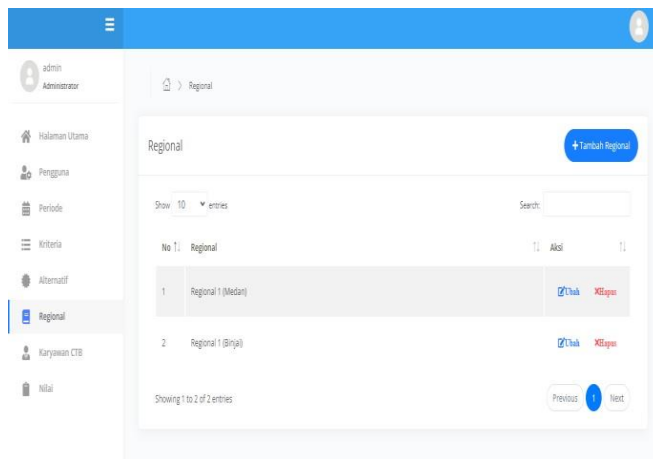 admin
Administrator
Regional
Halaman Utama
Pengguna
Periode
Kriteria
Alternatif
Regional
Karyawan CTB
Nilai
Regional
+Tambah Regional
Show 10 entries
Search:
No Regional Aksi
1 Regional 1 (Medan) Ubah Hapus
2 Regional 1 (Binjai) Ubah Hapus
Showing 1 to 2 of 2 entries
Previous 1 Next